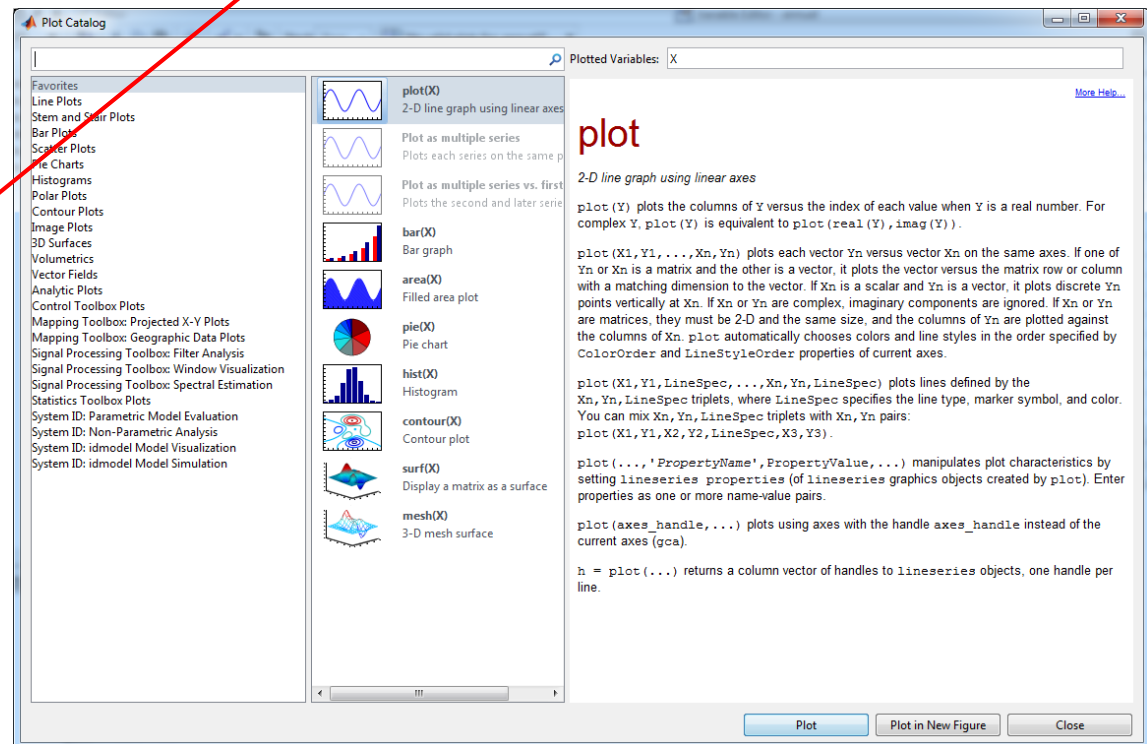 Plot Catalog
Plotted Variables: X
Favorites
Line Plots
Stem and Stair Plots
Bar Plots
Scatter Plots
Pie Charts
Histograms
Polar Plots
Contour Plots
Image Plots
3D Surfaces
Volumetrics
Vector Fields
Analytic Plots
Control Toolbox Plots
Mapping Toolbox: Projected X-Y Plots
Mapping Toolbox: Geographic Data Plots
Signal Processing Toolbox: Filter Analysis
Signal Processing Toolbox: Window Visualization
Signal Processing Toolbox: Spectral Estimation
Statistics Toolbox Plots
System ID: Parametric Model Evaluation
System ID: Non-Parametric Analysis
System ID: idmodel Model Visualization
System ID: idmodel Model Simulation
plot(X)
2-D line graph using linear axes
Plot as multiple series
Plots each series on the same p
Plot as multiple series vs. first
Plots the second and later serie
bar(X)
Bar graph
area(X)
Filled area plot
pie(X)
Pie chart
hist(X)
Histogram
contour(X)
Contour plot
surf(X)
Display a matrix as a surface
mesh(X)
3-D mesh surface
More Help...
plot
2-D line graph using linear axes
plot(Y) plots the columns of Y versus the index of each value when Y is a real number. For
complex Y, plot(Y) is equivalent to plot(real(Y),imag(Y)).
plot(X1,Y1,...,Xn,Yn) plots each vector Yn versus vector Xn on the same axes. If one of
Yn or Xn is a matrix and the other is a vector, it plots the vector versus the matrix row or column
with a matching dimension to the vector. If Xn is a scalar and Yn is a vector, it plots discrete Yn
points vertically at Xn. If Xn or Yn are complex, imaginary components are ignored. If Xn or Yn
are matrices, they must be 2-D and the same size, and the columns of Yn are plotted against
the columns of Xn. plot automatically chooses colors and line styles in the order specified by
ColorOrder and LineStyleOrder properties of current axes.
plot(X1,Y1,LineSpec,...,Xn,Yn,LineSpec) plots lines defined by the
Xn,Yn,LineSpec triplets, where LineSpec specifies the line type, marker symbol, and color.
You can mix Xn,Yn,LineSpec triplets with Xn,Yn pairs:
plot(X1,Y1,X2,Y2,LineSpec,X3,Y3).
plot(...,'PropertyName',PropertyValue,...) manipulates plot characteristics by
setting lineseries properties (of lineseries graphics objects created by plot). Enter
properties as one or more name-value pairs.
plot(axes_handle,...) plots using axes with the handle axes_handle instead of the
current axes (gca).
h = plot(...) returns a column vector of handles to lineseries objects, one handle per
line.
Plot
Plot in New Figure
Close